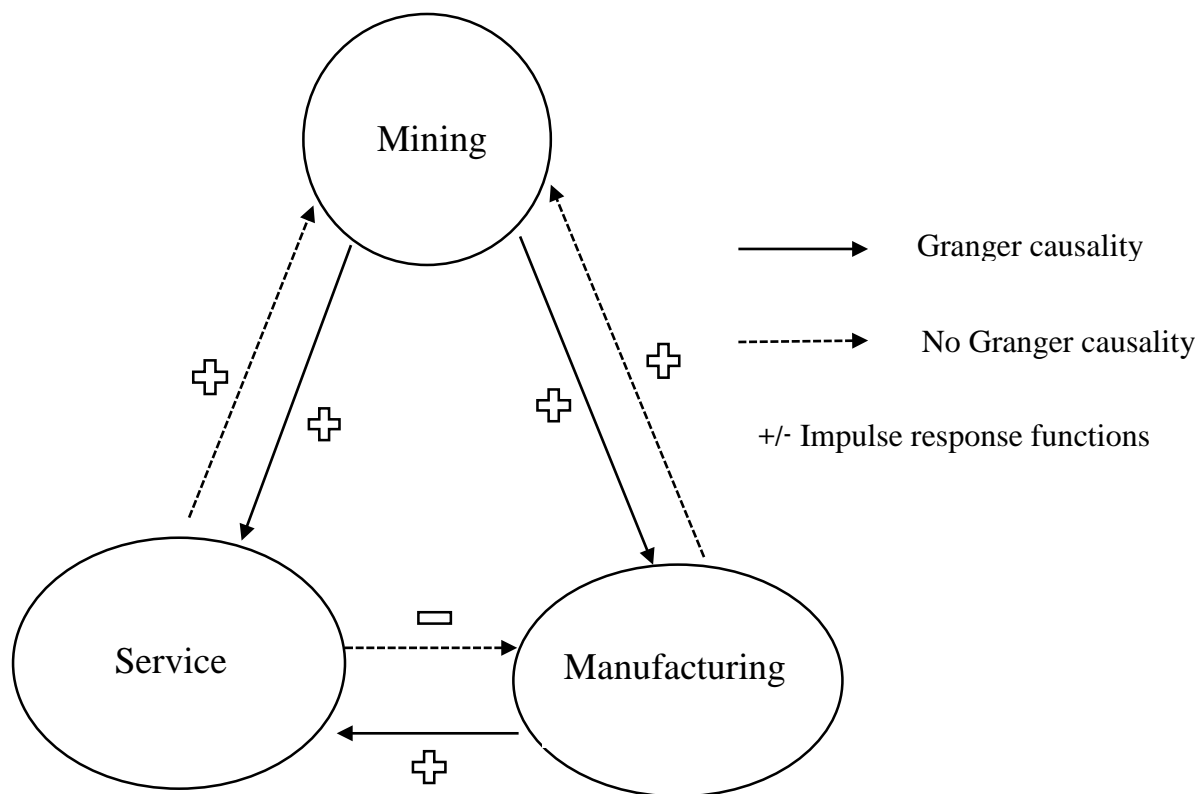 Mining
Granger causality
No Granger causality
+/- Impulse response functions
Service
Manufacturing